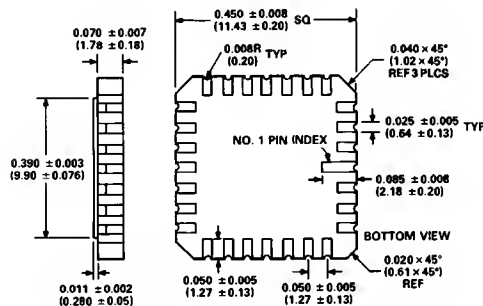 0.450 ±0.008 SQ
(11.43 ±0.20)
0.070 ±0.007
(1.78 ±0.18)
0.008R TYP
(0.20)
0.040 × 45°
(1.02 × 45°)
REF 3 PLCS
0.025 ±0.005 TYP
(0.64 ±0.13)
NO. 1 PIN INDEX
0.390 ±0.003
(9.90 ±0.076)
0.085 ±0.008
(2.18 ±0.20)
BOTTOM VIEW
0.020 × 45°
(0.61 × 45°)
REF
0.011 ±0.002
(0.280 ±0.05)
0.050 ±0.005
(1.27 ±0.13)
0.050 ±0.005
(1.27 ±0.13)